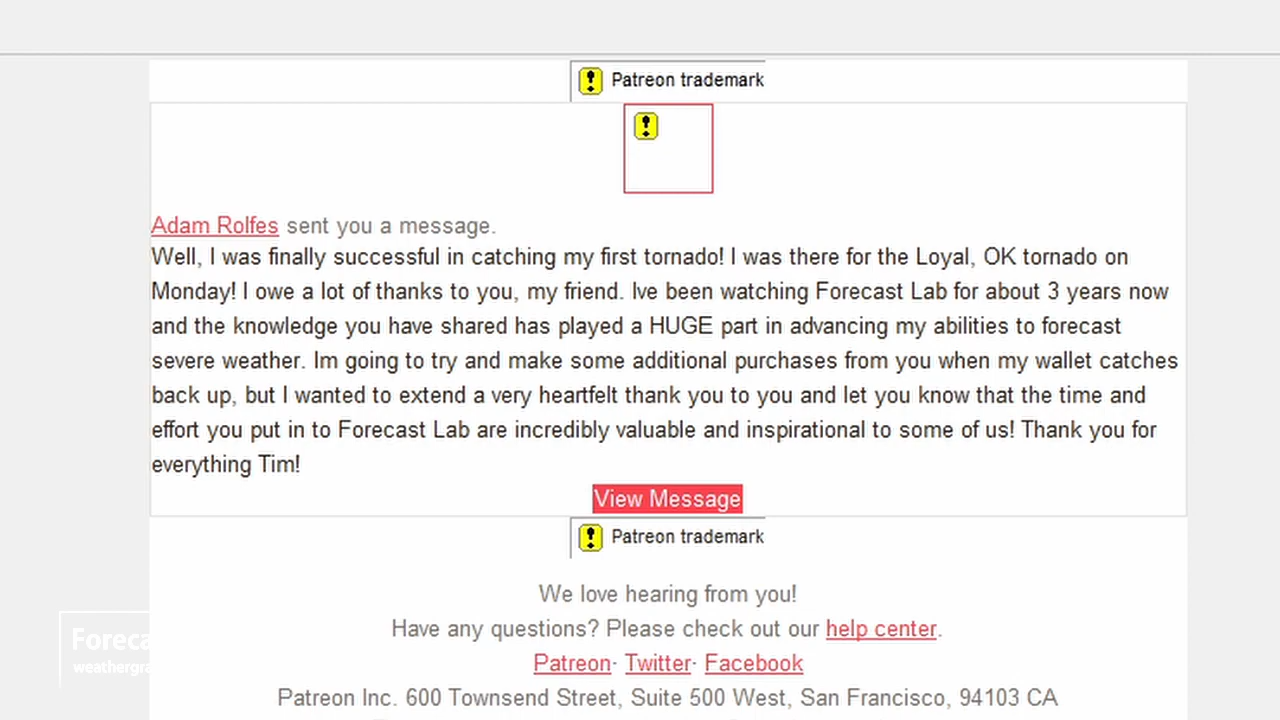 Patreon trademark
Adam Rolfes sent you a message.
Well, I was finally successful in catching my first tornado! I was there for the Loyal, OK tornado on
Monday! I owe a lot of thanks to you, my friend. Ive been watching Forecast Lab for about 3 years now
and the knowledge you have shared has played a HUGE part in advancing my abilities to forecast
severe weather. Im going to try and make some additional purchases from you when my wallet catches
back up, but I wanted to extend a very heartfelt thank you to you and let you know that the time and
effort you put in to Forecast Lab are incredibly valuable and inspirational to some of us! Thank you for
everything Tim!
View Message
Patreon trademark
We love hearing from you!
Have any questions? Please check out our help center.
Patreon· Twitter· Facebook
Patreon Inc. 600 Townsend Street, Suite 500 West, San Francisco, 94103 CA
Foreca
weathergra